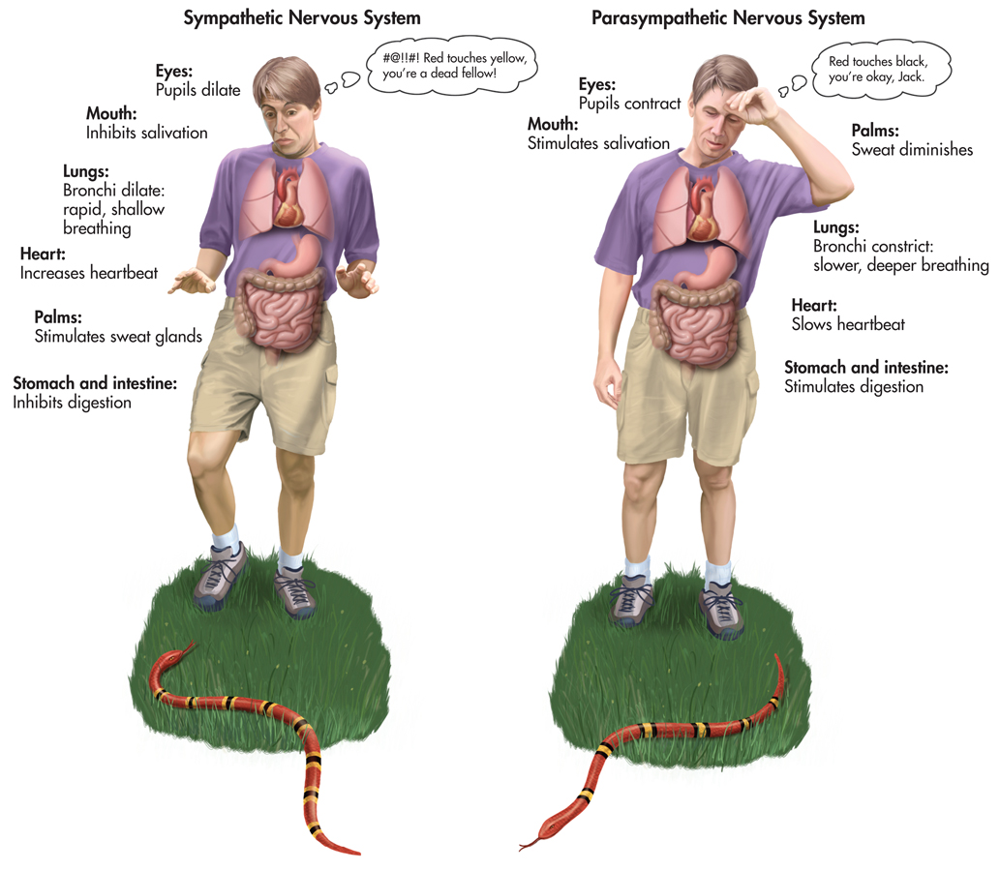 Sympathetic Nervous System
#@!!#! Red touches yellow,
you're a dead fellow!
Eyes:
Pupils dilate
Mouth:
Inhibits salivation
Lungs:
Bronchi dilate:
rapid, shallow
breathing
Heart:
Increases heartbeat
Palms:
Stimulates sweat glands
Stomach and intestine:
Inhibits digestion
Parasympathetic Nervous System
Red touches black,
you're okay, Jack.
Eyes:
Pupils contract
Mouth:
Stimulates salivation
Palms:
Sweat diminishes
Lungs:
Bronchi constrict:
slower, deeper breathing
Heart:
Slows heartbeat
Stomach and intestine:
Stimulates digestion